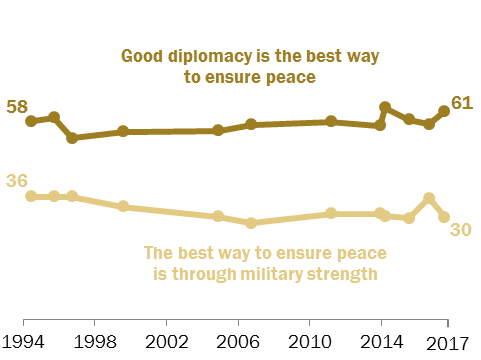 Good diplomacy is the best way
to ensure peace
58
61
36
30
The best way to ensure peace
is through military strength
1994 1998 2002 2006 2010 2014 2017